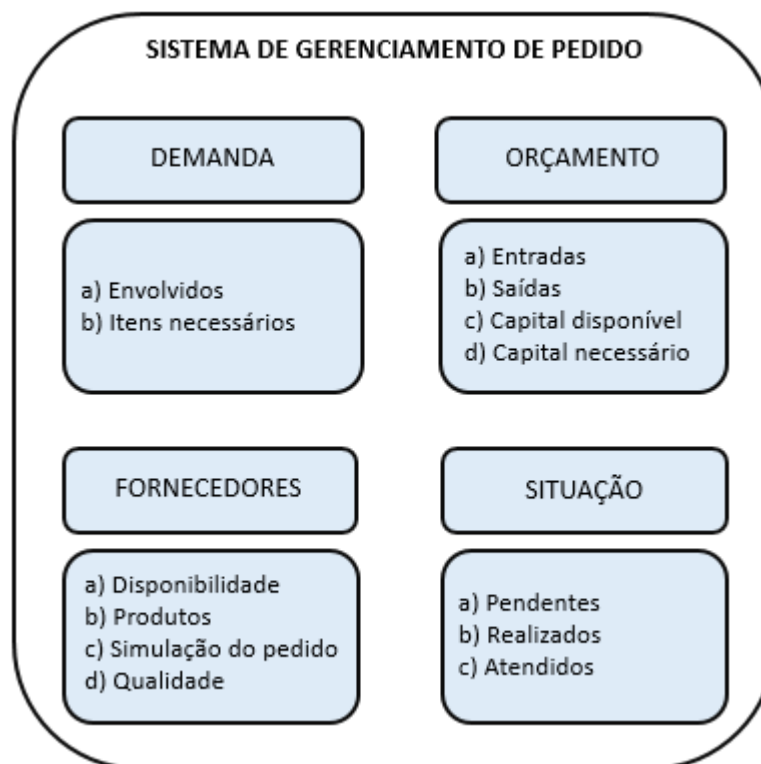 SISTEMA DE GERENCIAMENTO DE PEDIDO
DEMANDA
a) Envolvidos
b) Itens necessários
ORÇAMENTO
a) Entradas
b) Saídas
c) Capital disponível
d) Capital necessário
FORNECEDORES
a) Disponibilidade
b) Produtos
c) Simulação do pedido
d) Qualidade
SITUAÇÃO
a) Pendentes
b) Realizados
c) Atendidos